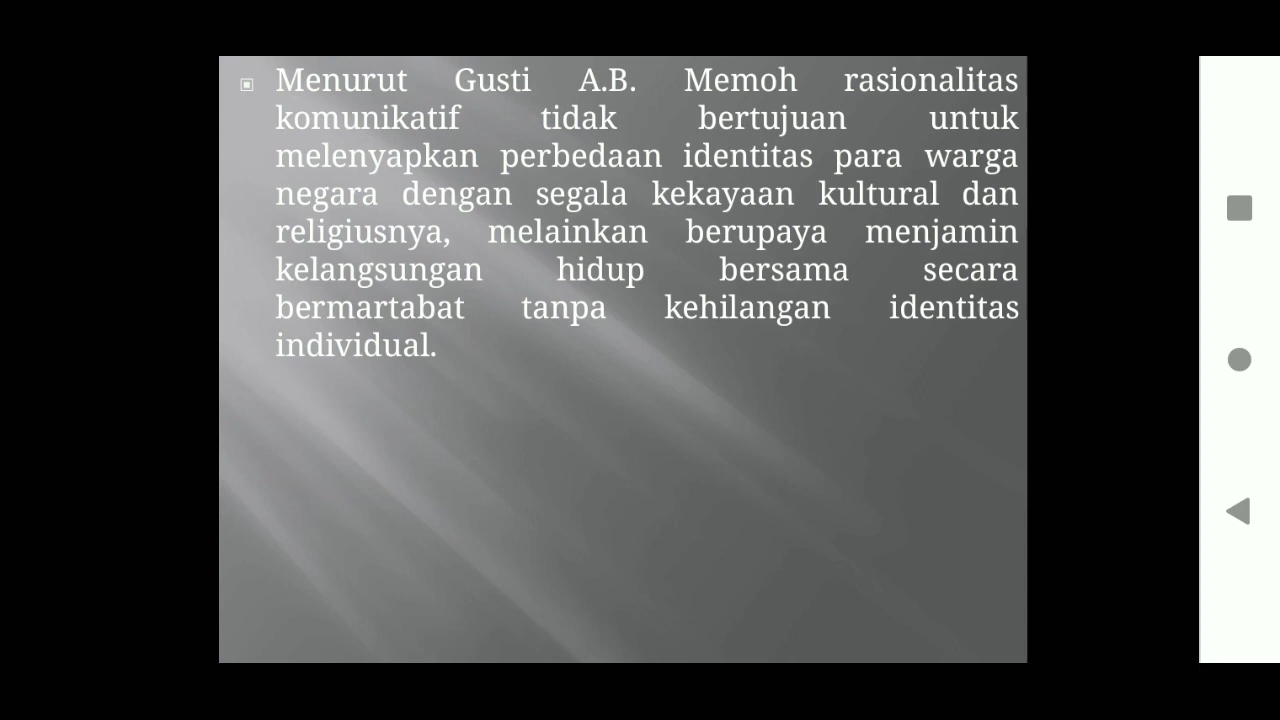 Menurut Gusti A.B. Memoh rasionalitas
komunikatif tidak bertujuan untuk
melenyapkan perbedaan identitas para warga
negara dengan segala kekayaan kultural dan
religiusnya, melainkan berupaya menjamin
kelangsungan hidup bersama secara
bermartabat tanpa kehilangan identitas
individual.